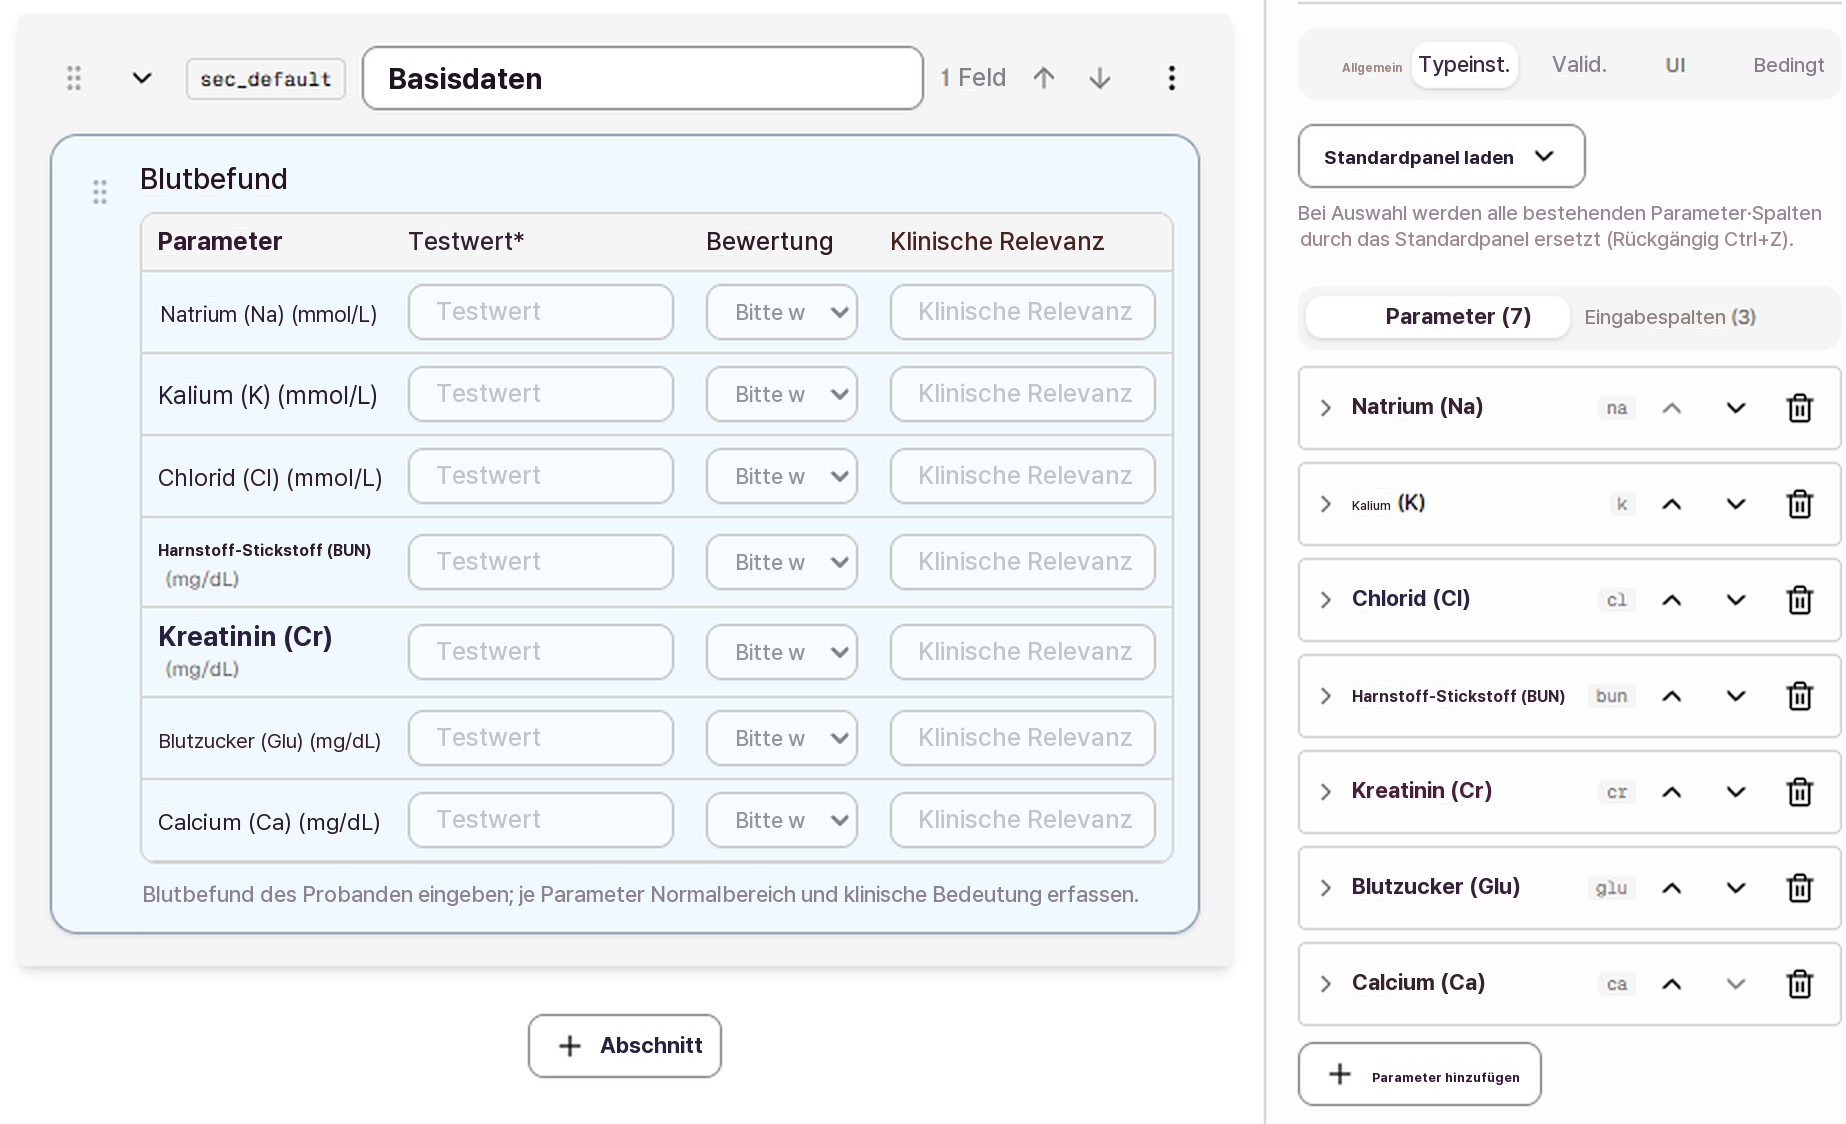 sec_default Basisdaten 1 Feld
Blutbefund
Parameter Testwert* Bewertung Klinische Relevanz
Natrium (Na) (mmol/L) Testwert Bitte w Klinische Relevanz
Kalium (K) (mmol/L) Testwert Bitte w Klinische Relevanz
Chlorid (Cl) (mmol/L) Testwert Bitte w Klinische Relevanz
Harnstoff-Stickstoff (BUN)
(mg/dL) Testwert Bitte w Klinische Relevanz
Kreatinin (Cr)
(mg/dL) Testwert Bitte w Klinische Relevanz
Blutzucker (Glu) (mg/dL) Testwert Bitte w Klinische Relevanz
Calcium (Ca) (mg/dL) Testwert Bitte w Klinische Relevanz
Blutbefund des Probanden eingeben; je Parameter Normalbereich und klinische Bedeutung erfassen.
Abschnitt
Allgemein Typeinst. Valid. UI Bedingt
Standardpanel laden
Bei Auswahl werden alle bestehenden Parameter·Spalten
durch das Standardpanel ersetzt (Rückgängig Ctrl+Z).
Parameter (7) Eingabespalten (3)
Natrium (Na) na
Kalium (K) k
Chlorid (Cl) cl
Harnstoff-Stickstoff (BUN) bun
Kreatinin (Cr) cr
Blutzucker (Glu) glu
Calcium (Ca) ca
Parameter hinzufügen